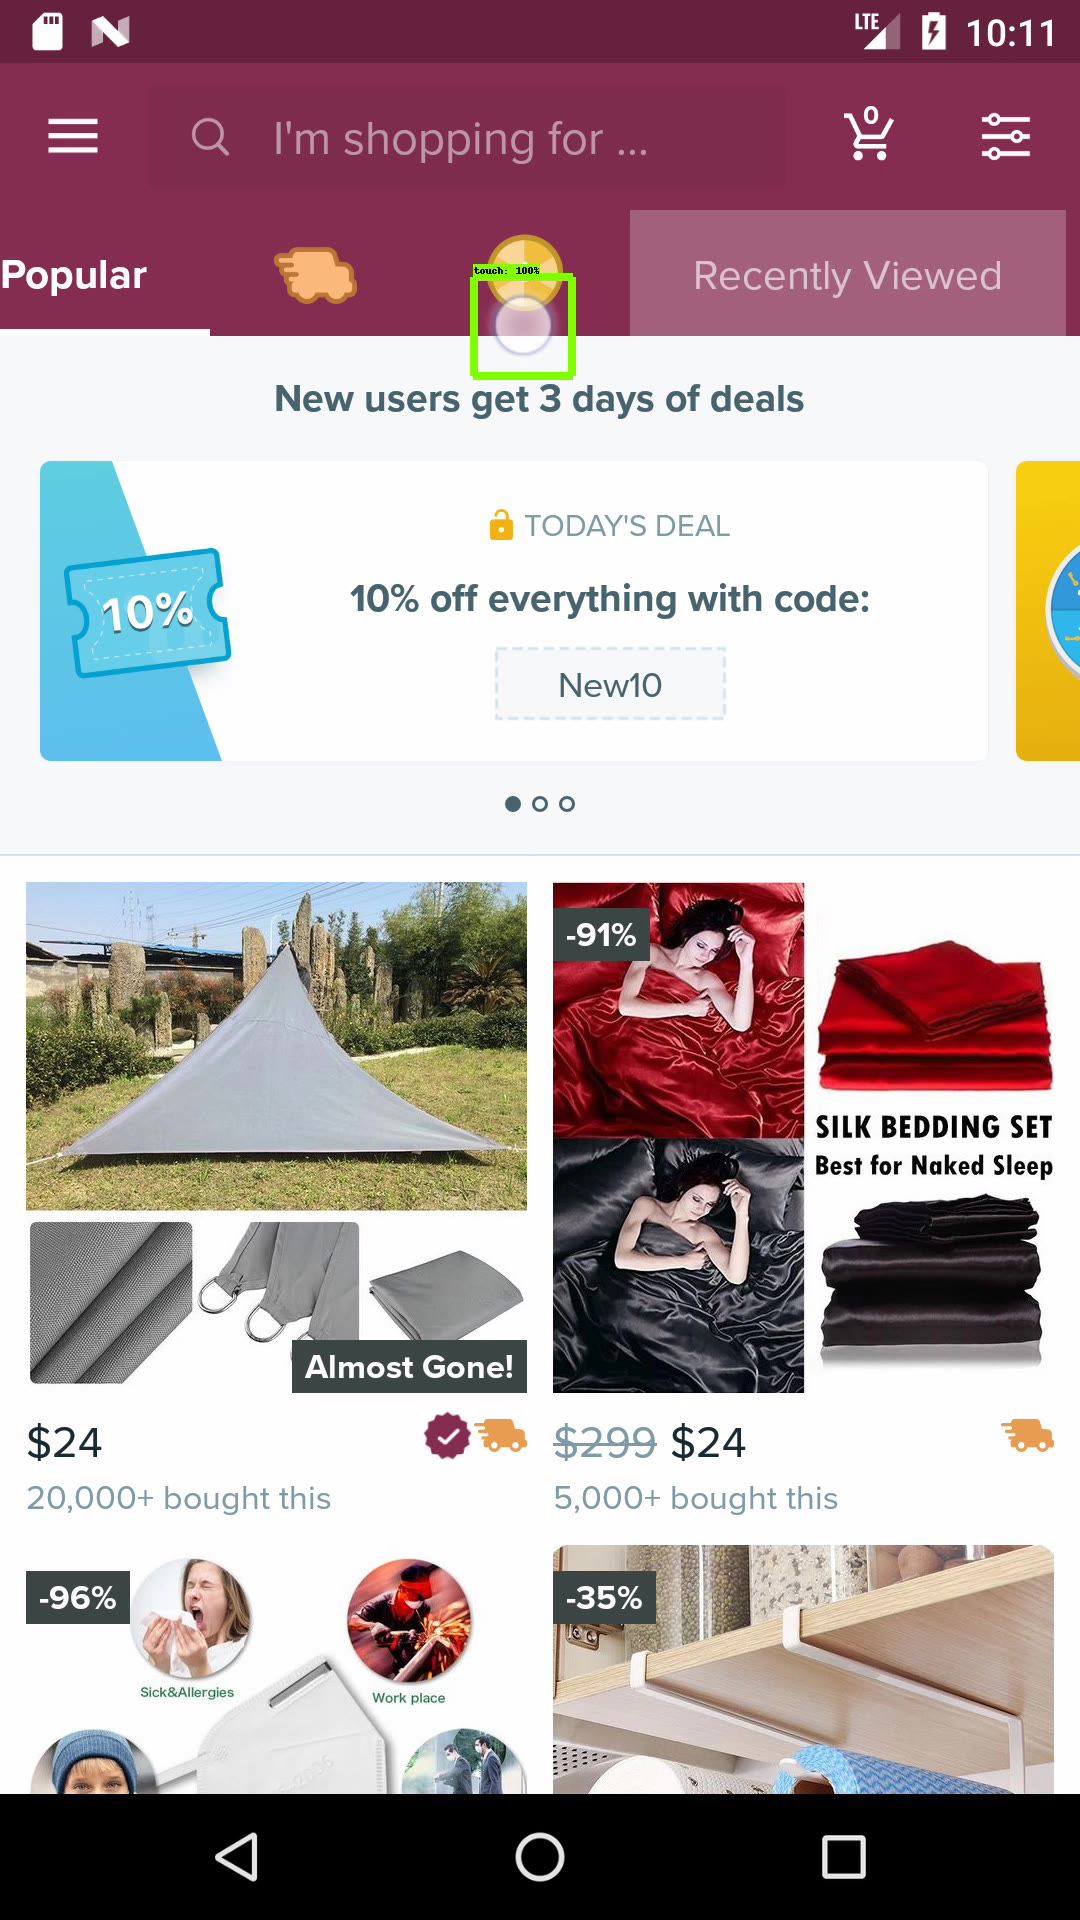 LTE
10:11
I'm shopping for ...
0
Popular
touch: 100%
Recently Viewed
New users get 3 days of deals
TODAY'S DEAL
10%
10% off everything with code:
New10
-91%
SILK BEDDING SET
Best for Naked Sleep
Almost Gone!
$24
$299 $24
20,000+ bought this
5,000+ bought this
-96%
-35%
Sick&Allergies
Work place